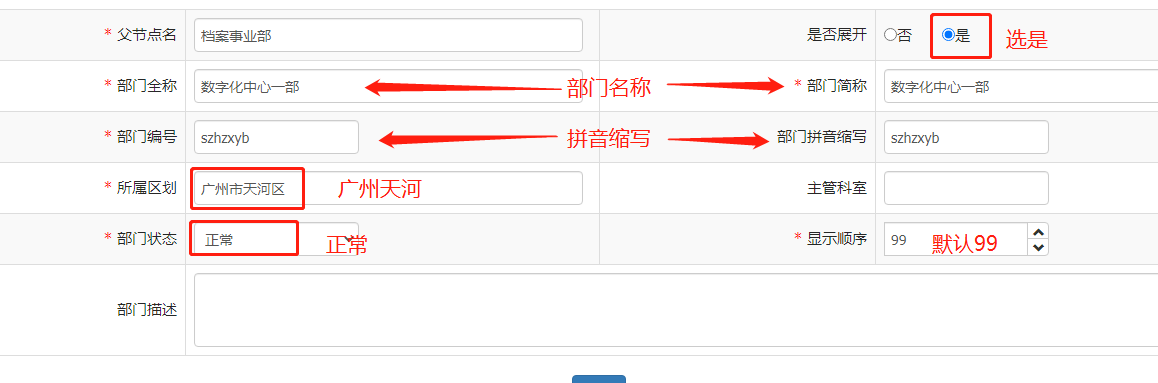 * 父节点名 档案事业部 是否展开 否 是 选是
* 部门全称 数字化中心一部 部门名称 * 部门简称 数字化中心一部
* 部门编号 szhzxyb 拼音缩写 部门拼音缩写 szhzxyb
* 所属区划 广州市天河区 广州天河 主管科室
* 部门状态 正常 正常 * 显示顺序 99 默认99
部门描述